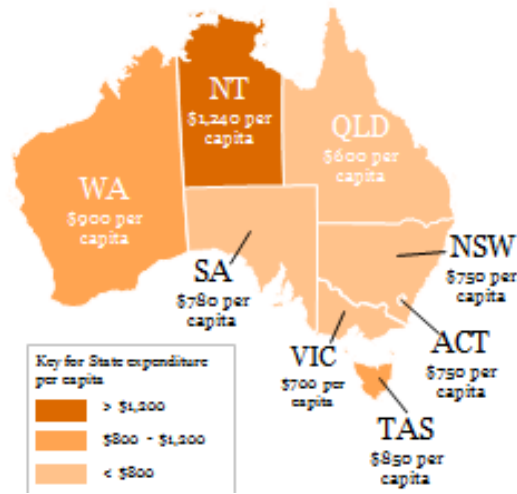 NT
$1,240 per
capita
QLD
$600 per
capita
WA
$900 per
capita
SA
$780 per
capita
NSW
$750 per
capita
VIC
$700 per
capita
ACT
$750 per
capita
TAS
$850 per
capita
Key for State expenditure
per capita
> $1,200
$800 - $1,200
< $800